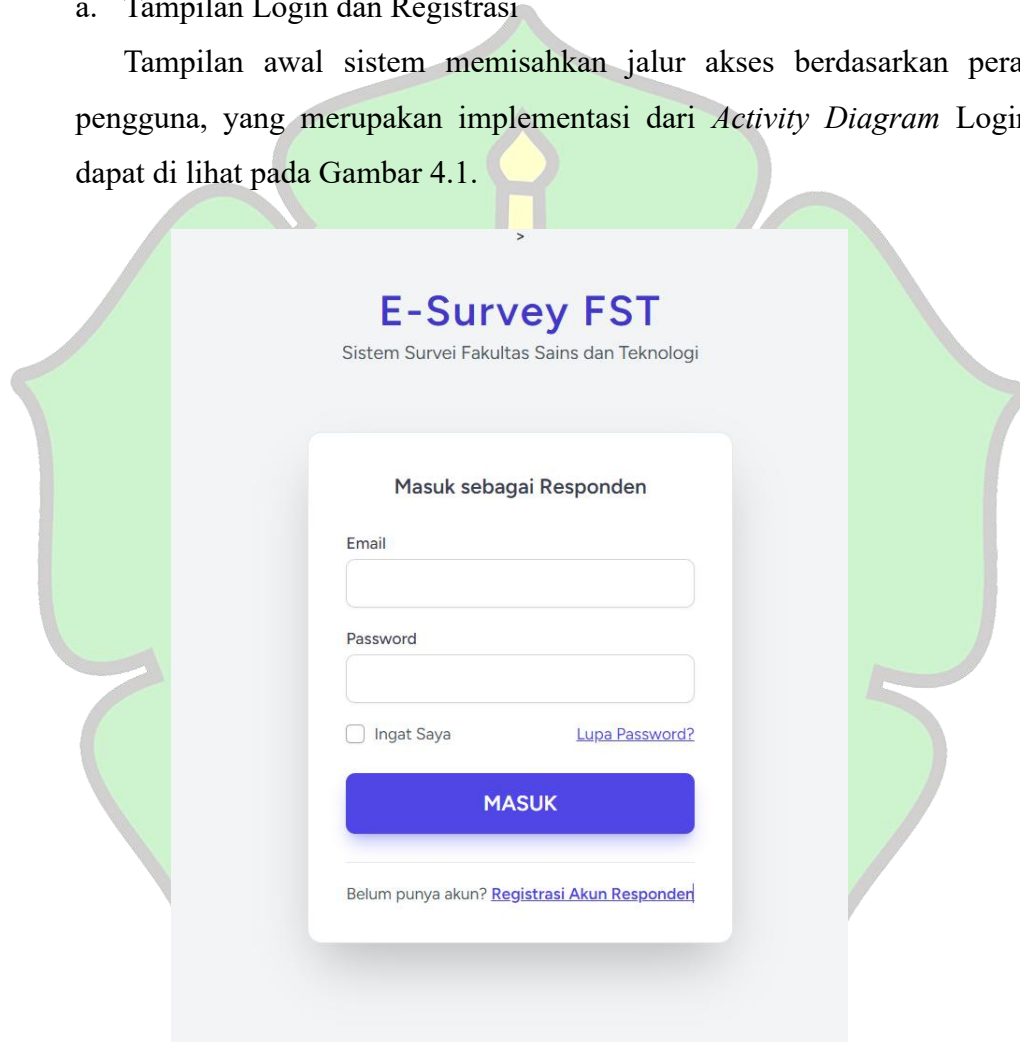 a. Tampilan Login dan Registrasi
Tampilan awal sistem memisahkan jalur akses berdasarkan pera
pengguna, yang merupakan implementasi dari Activity Diagram Login
dapat di lihat pada Gambar 4.1.
>
E-Survey FST
Sistem Survei Fakultas Sains dan Teknologi
Masuk sebagai Responden
Email
Password
Ingat Saya Lupa Password?
MASUK
Belum punya akun? Registrasi Akun Responden